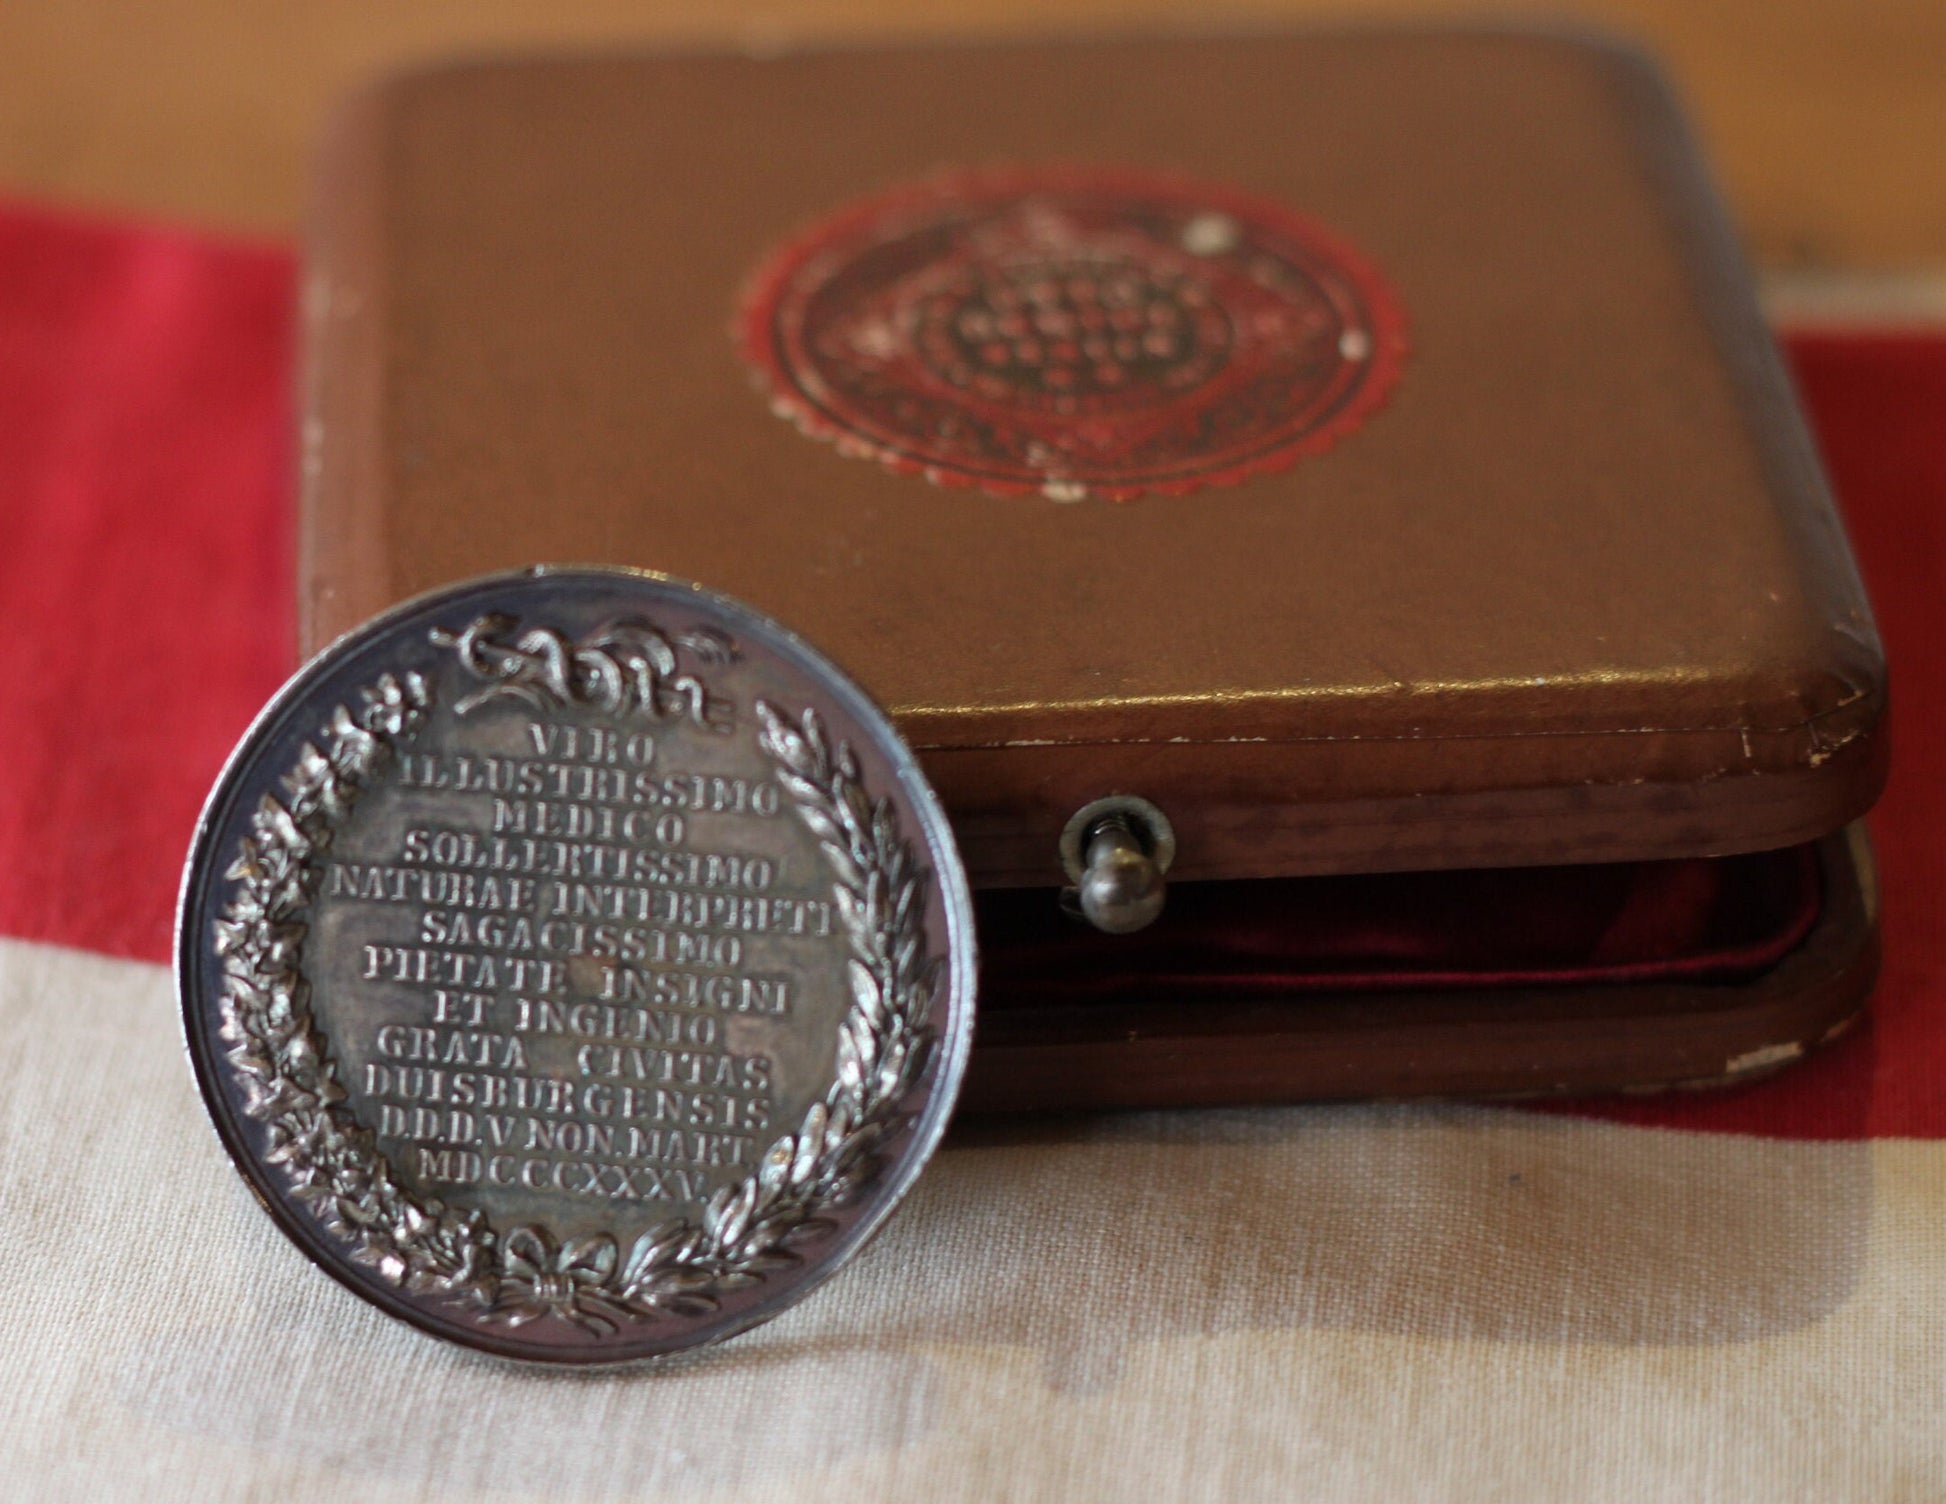 VIRO
ILLUSTRISSIMO
MEDICO
SOLLERTISSIMO
NATURAE INTERPRETI
SAGACISSIMO
PIETATE INSIGNI
ET INGENIO
GRATA CIVITAS
DUISBURGENSIS
D.D.D.V NON.MART
MDCCCXXXV.